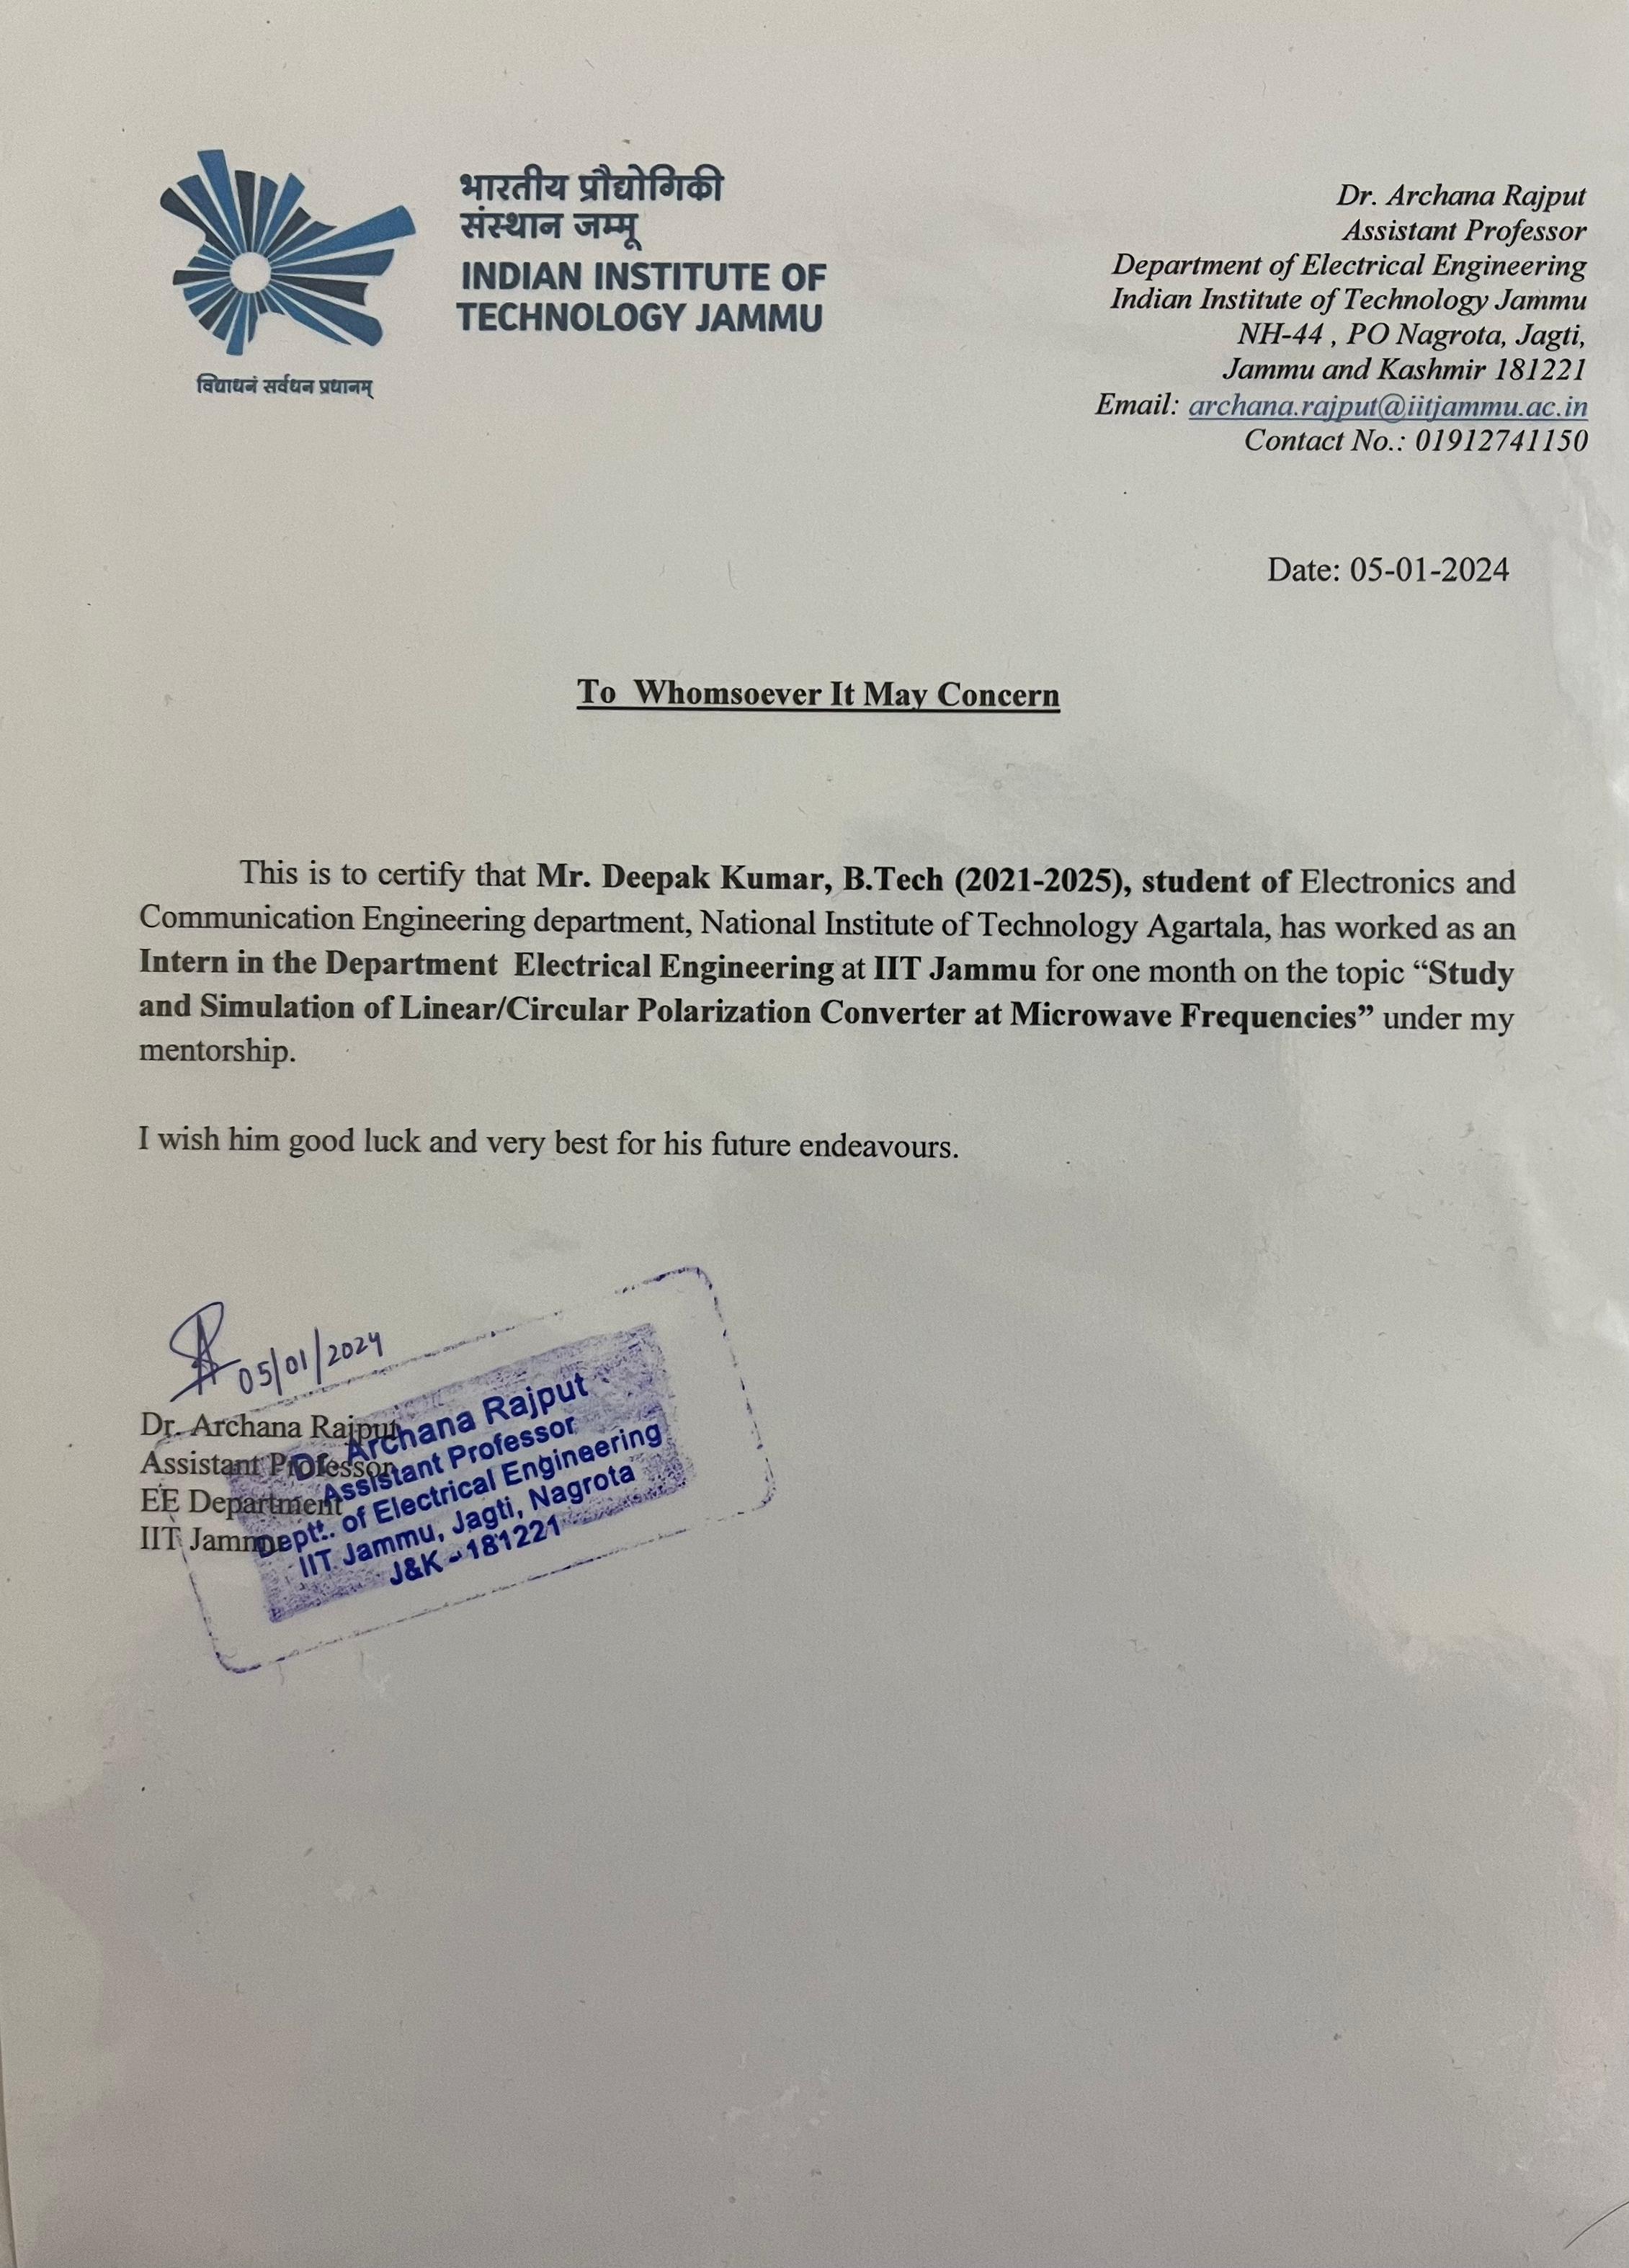 भारतीय प्रौद्योगिकी
संस्थान जम्मू
INDIAN INSTITUTE OF
TECHNOLOGY JAMMU
विद्याधनं सर्वधन प्रधानम्
Dr. Archana Rajput
Assistant Professor
Department of Electrical Engineering
Indian Institute of Technology Jammu
NH-44 , PO Nagrota, Jagti,
Jammu and Kashmir 181221
Email: archana.rajput@iitjammu.ac.in
Contact No.: 01912741150
Date: 05-01-2024
To Whomsoever It May Concern
This is to certify that Mr. Deepak Kumar, B.Tech (2021-2025), student of Electronics and
Communication Engineering department, National Institute of Technology Agartala, has worked as an
Intern in the Department Electrical Engineering at IIT Jammu for one month on the topic “Study
and Simulation of Linear/Circular Polarization Converter at Microwave Frequencies” under my
mentorship.
I wish him good luck and very best for his future endeavours.
05/01/2024
Dr. Archana Rajput
Assistant Professor
EE Department
IIT Jammu
Dr. Archana Rajput
Assistant Professor
Deptt. of Electrical Engineering
IIT Jammu, Jagti, Nagrota
J&K - 181221